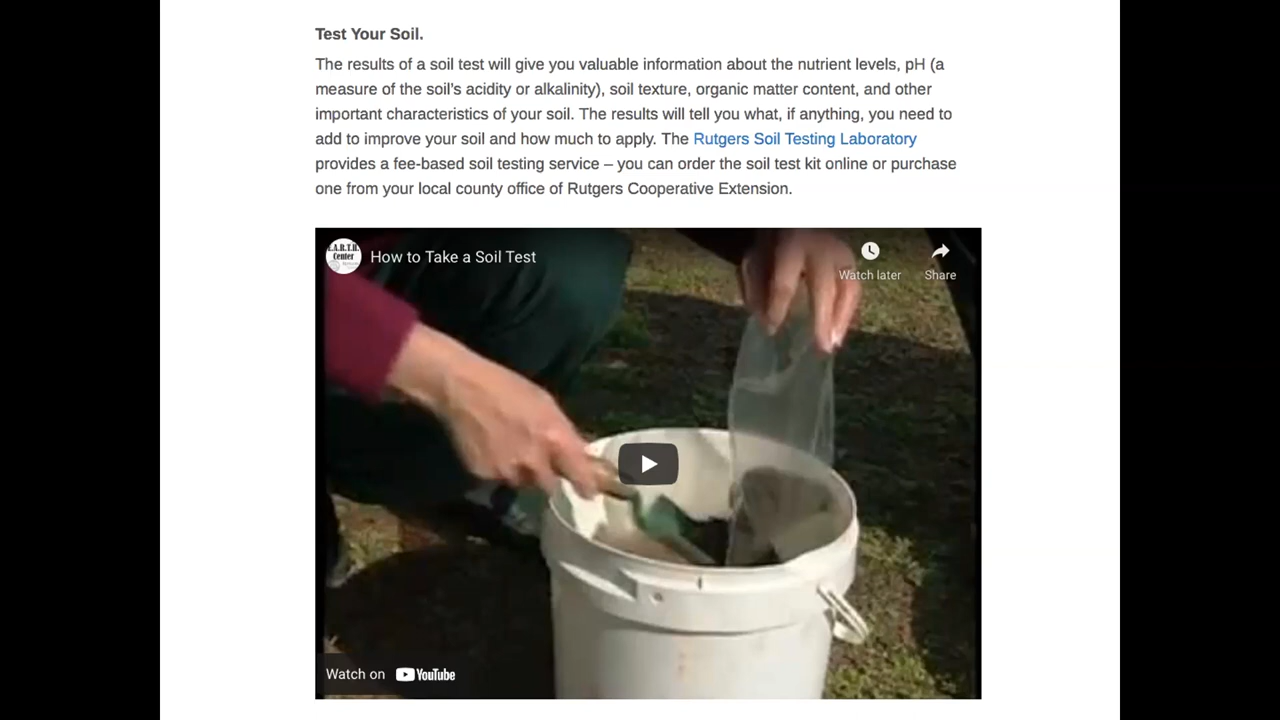 Test Your Soil.
The results of a soil test will give you valuable information about the nutrient levels, pH (a
measure of the soil's acidity or alkalinity), soil texture, organic matter content, and other
important characteristics of your soil. The results will tell you what, if anything, you need to
add to improve your soil and how much to apply. The Rutgers Soil Testing Laboratory
provides a fee-based soil testing service – you can order the soil test kit online or purchase
one from your local county office of Rutgers Cooperative Extension.
E.A.R.T.H.
Center
How to Take a Soil Test
Watch later
Share
Watch on YouTube